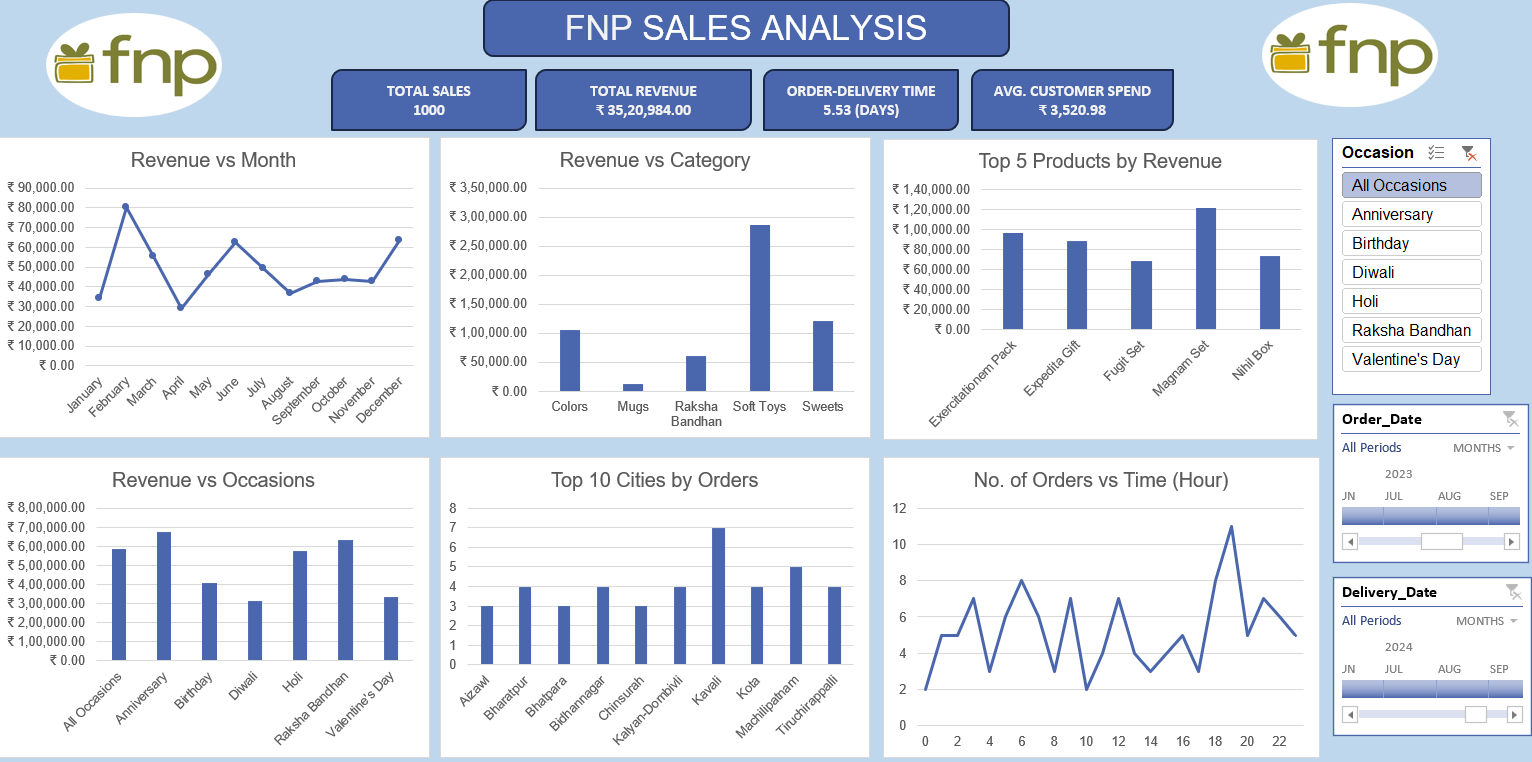 fnp
FNP SALES ANALYSIS
fnp
TOTAL SALES
1000
TOTAL REVENUE
₹ 35,20,984.00
ORDER-DELIVERY TIME
5.53 (DAYS)
AVG. CUSTOMER SPEND
₹ 3,520.98
Revenue vs Month
₹ 90,000.00
₹ 80,000.00
₹ 70,000.00
₹ 60,000.00
₹ 50,000.00
₹ 40,000.00
₹ 30,000.00
₹ 20,000.00
₹ 10,000.00
₹ 0.00
January
February
March
April
May
June
July
August
September
October
November
December
Revenue vs Category
₹ 3,50,000.00
₹ 3,00,000.00
₹ 2,50,000.00
₹ 2,00,000.00
₹ 1,50,000.00
₹ 1,00,000.00
₹ 50,000.00
₹ 0.00
Colors
Mugs
Raksha
Bandhan
Soft Toys
Sweets
Top 5 Products by Revenue
₹ 1,40,000.00
₹ 1,20,000.00
₹ 1,00,000.00
₹ 80,000.00
₹ 60,000.00
₹ 40,000.00
₹ 20,000.00
₹ 0.00
Exercitationem Pack
Expedita Gift
Fugit Set
Magnam Set
Nihil Box
Occasion
All Occasions
Anniversary
Birthday
Diwali
Holi
Raksha Bandhan
Valentine's Day
Order_Date
All Periods MONTHS
2023
JN JUL AUG SEP
Revenue vs Occasions
₹ 8,00,000.00
₹ 7,00,000.00
₹ 6,00,000.00
₹ 5,00,000.00
₹ 4,00,000.00
₹ 3,00,000.00
₹ 2,00,000.00
₹ 1,00,000.00
₹ 0.00
All Occasions
Anniversary
Birthday
Diwali
Holi
Raksha Bandhan
Valentine's Day
Top 10 Cities by Orders
8
7
6
5
4
3
2
1
0
Aizawl
Bharatpur
Bhatpara
Bidhannagar
Chinsurah
Kalyan-Dombivli
Kavali
Kota
Machilipatnam
Tiruchirappalli
No. of Orders vs Time (Hour)
12
10
8
6
4
2
0
0 2 4 6 8 10 12 14 16 18 20 22
Delivery_Date
All Periods MONTHS
2024
JN JUL AUG SEP